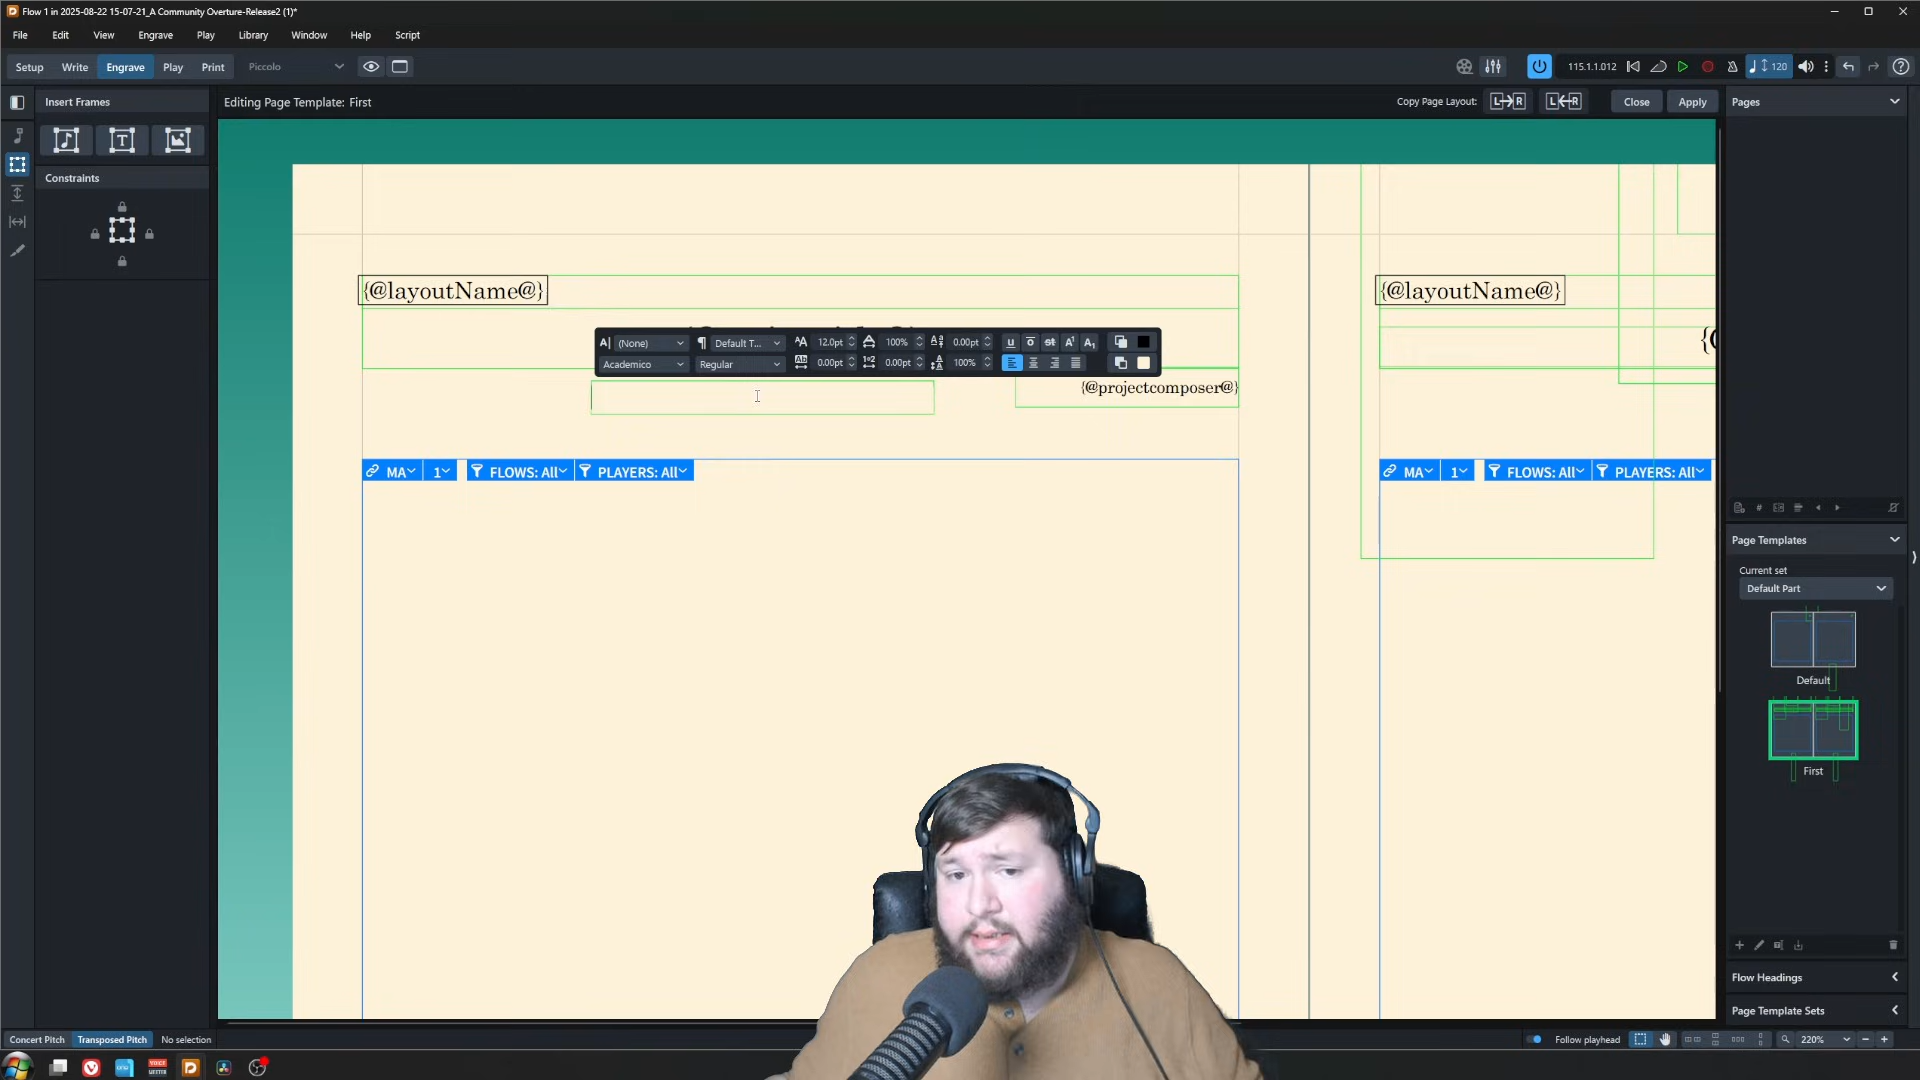 Flow 1 in 2025-08-22 15-07-21_A Community Overture-Release2 (1)*
File Edit View Engrave Play Library Window Help Script
Setup Write Engrave Play Print Piccolo 115.1.1.012 120
Insert Frames Editing Page Template: First Copy Page Layout: L→R L←R Close Apply Pages
T
Constraints
{@layoutName@} {@layoutName@}
(None) Default T... 12.0pt 100% 0.00pt
Academico Regular 0.00pt 0.00pt 100%
{@projectcomposer@}
MA 1 FLOWS: All PLAYERS: All MA 1 FLOWS: All PLAYERS: All
Page Templates
Current set
Default Part
Default
First
Flow Headings
Page Template Sets
Concert Pitch Transposed Pitch No selection Follow playhead 220%